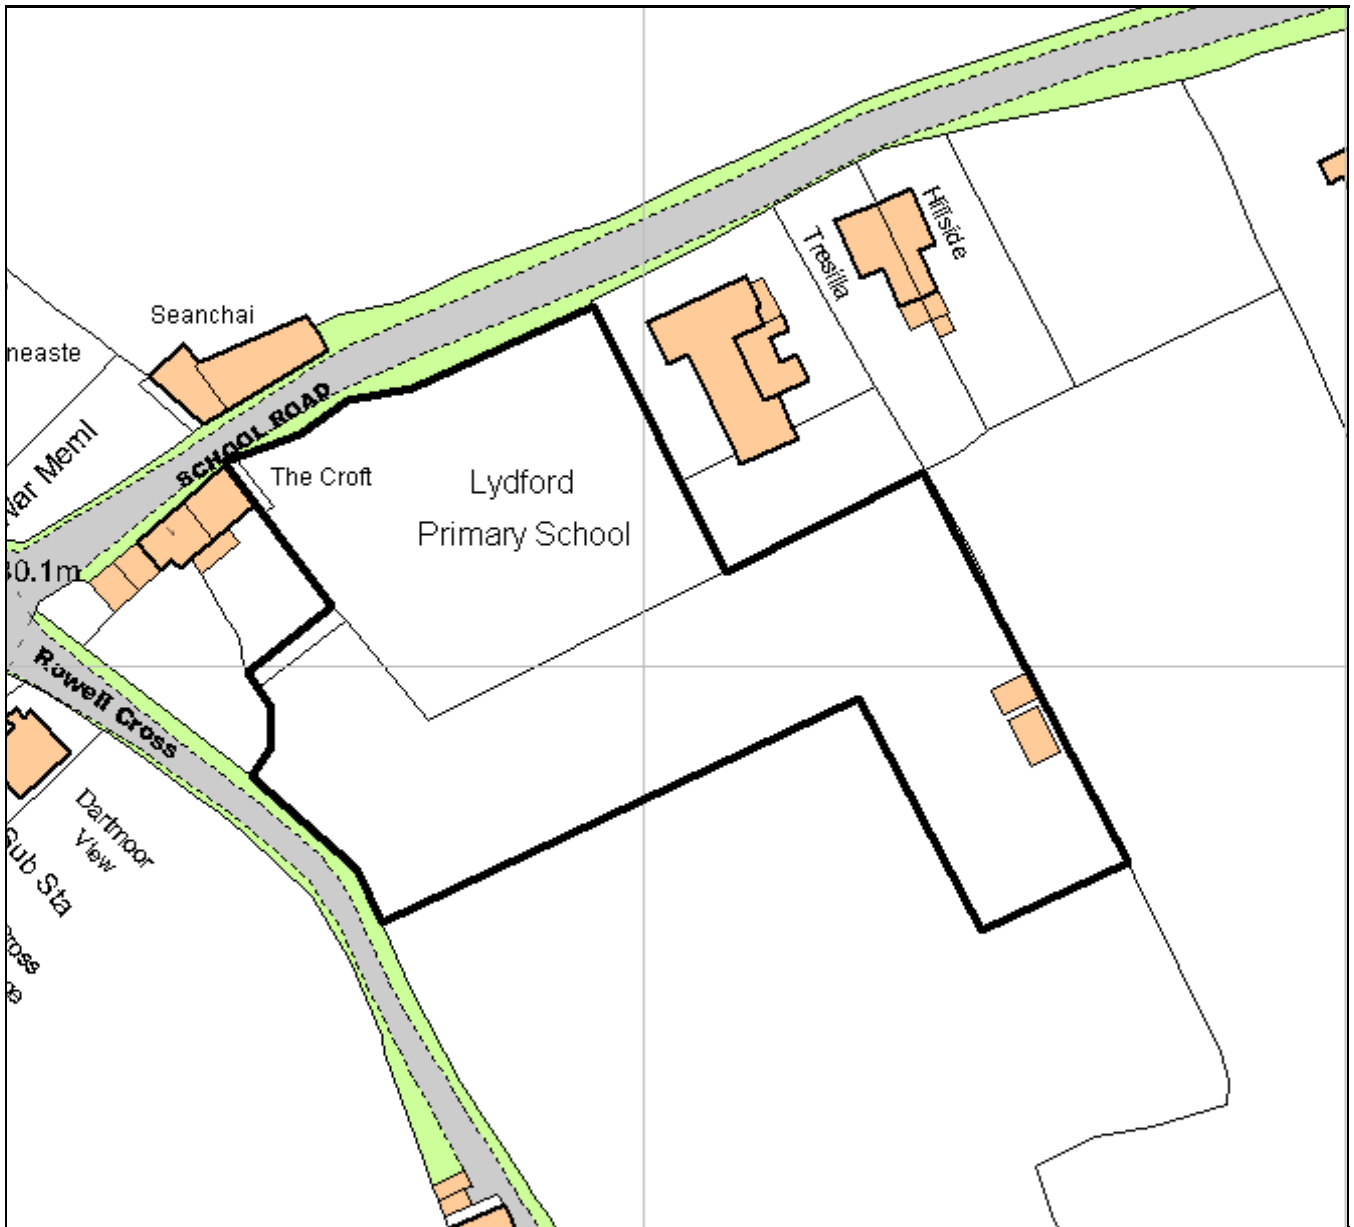 Hillside
Tresilla
Seanchai
neaste
SCHOOL ROAD
War Meml
The Croft
Lydford
Primary School
30.1m
Rowell Cross
Dartmoor
View
Sub Sta